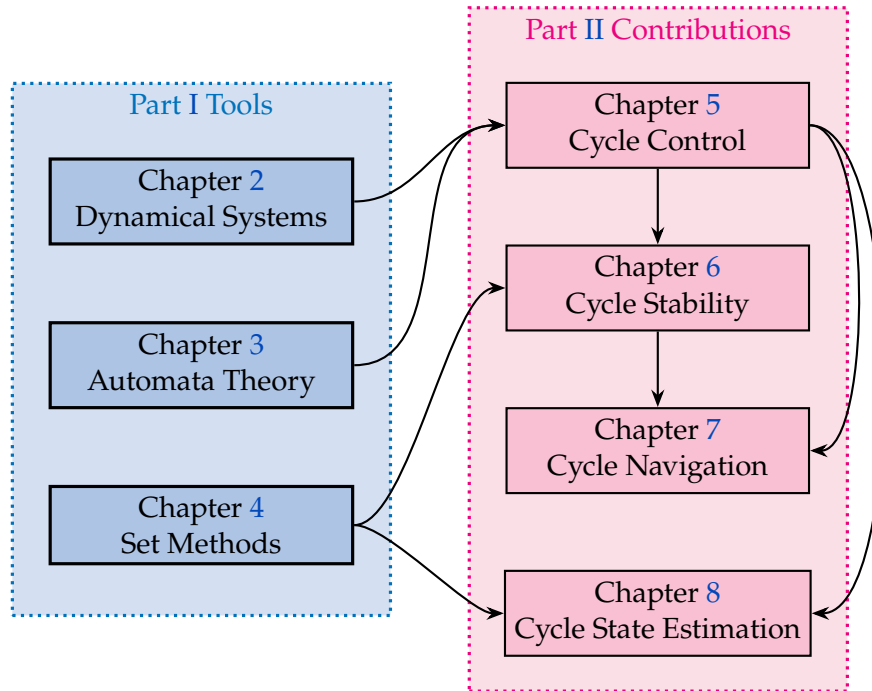 Part I Tools
Chapter 2
Dynamical Systems
Chapter 3
Automata Theory
Chapter 4
Set Methods
Part II Contributions
Chapter 5
Cycle Control
Chapter 6
Cycle Stability
Chapter 7
Cycle Navigation
Chapter 8
Cycle State Estimation